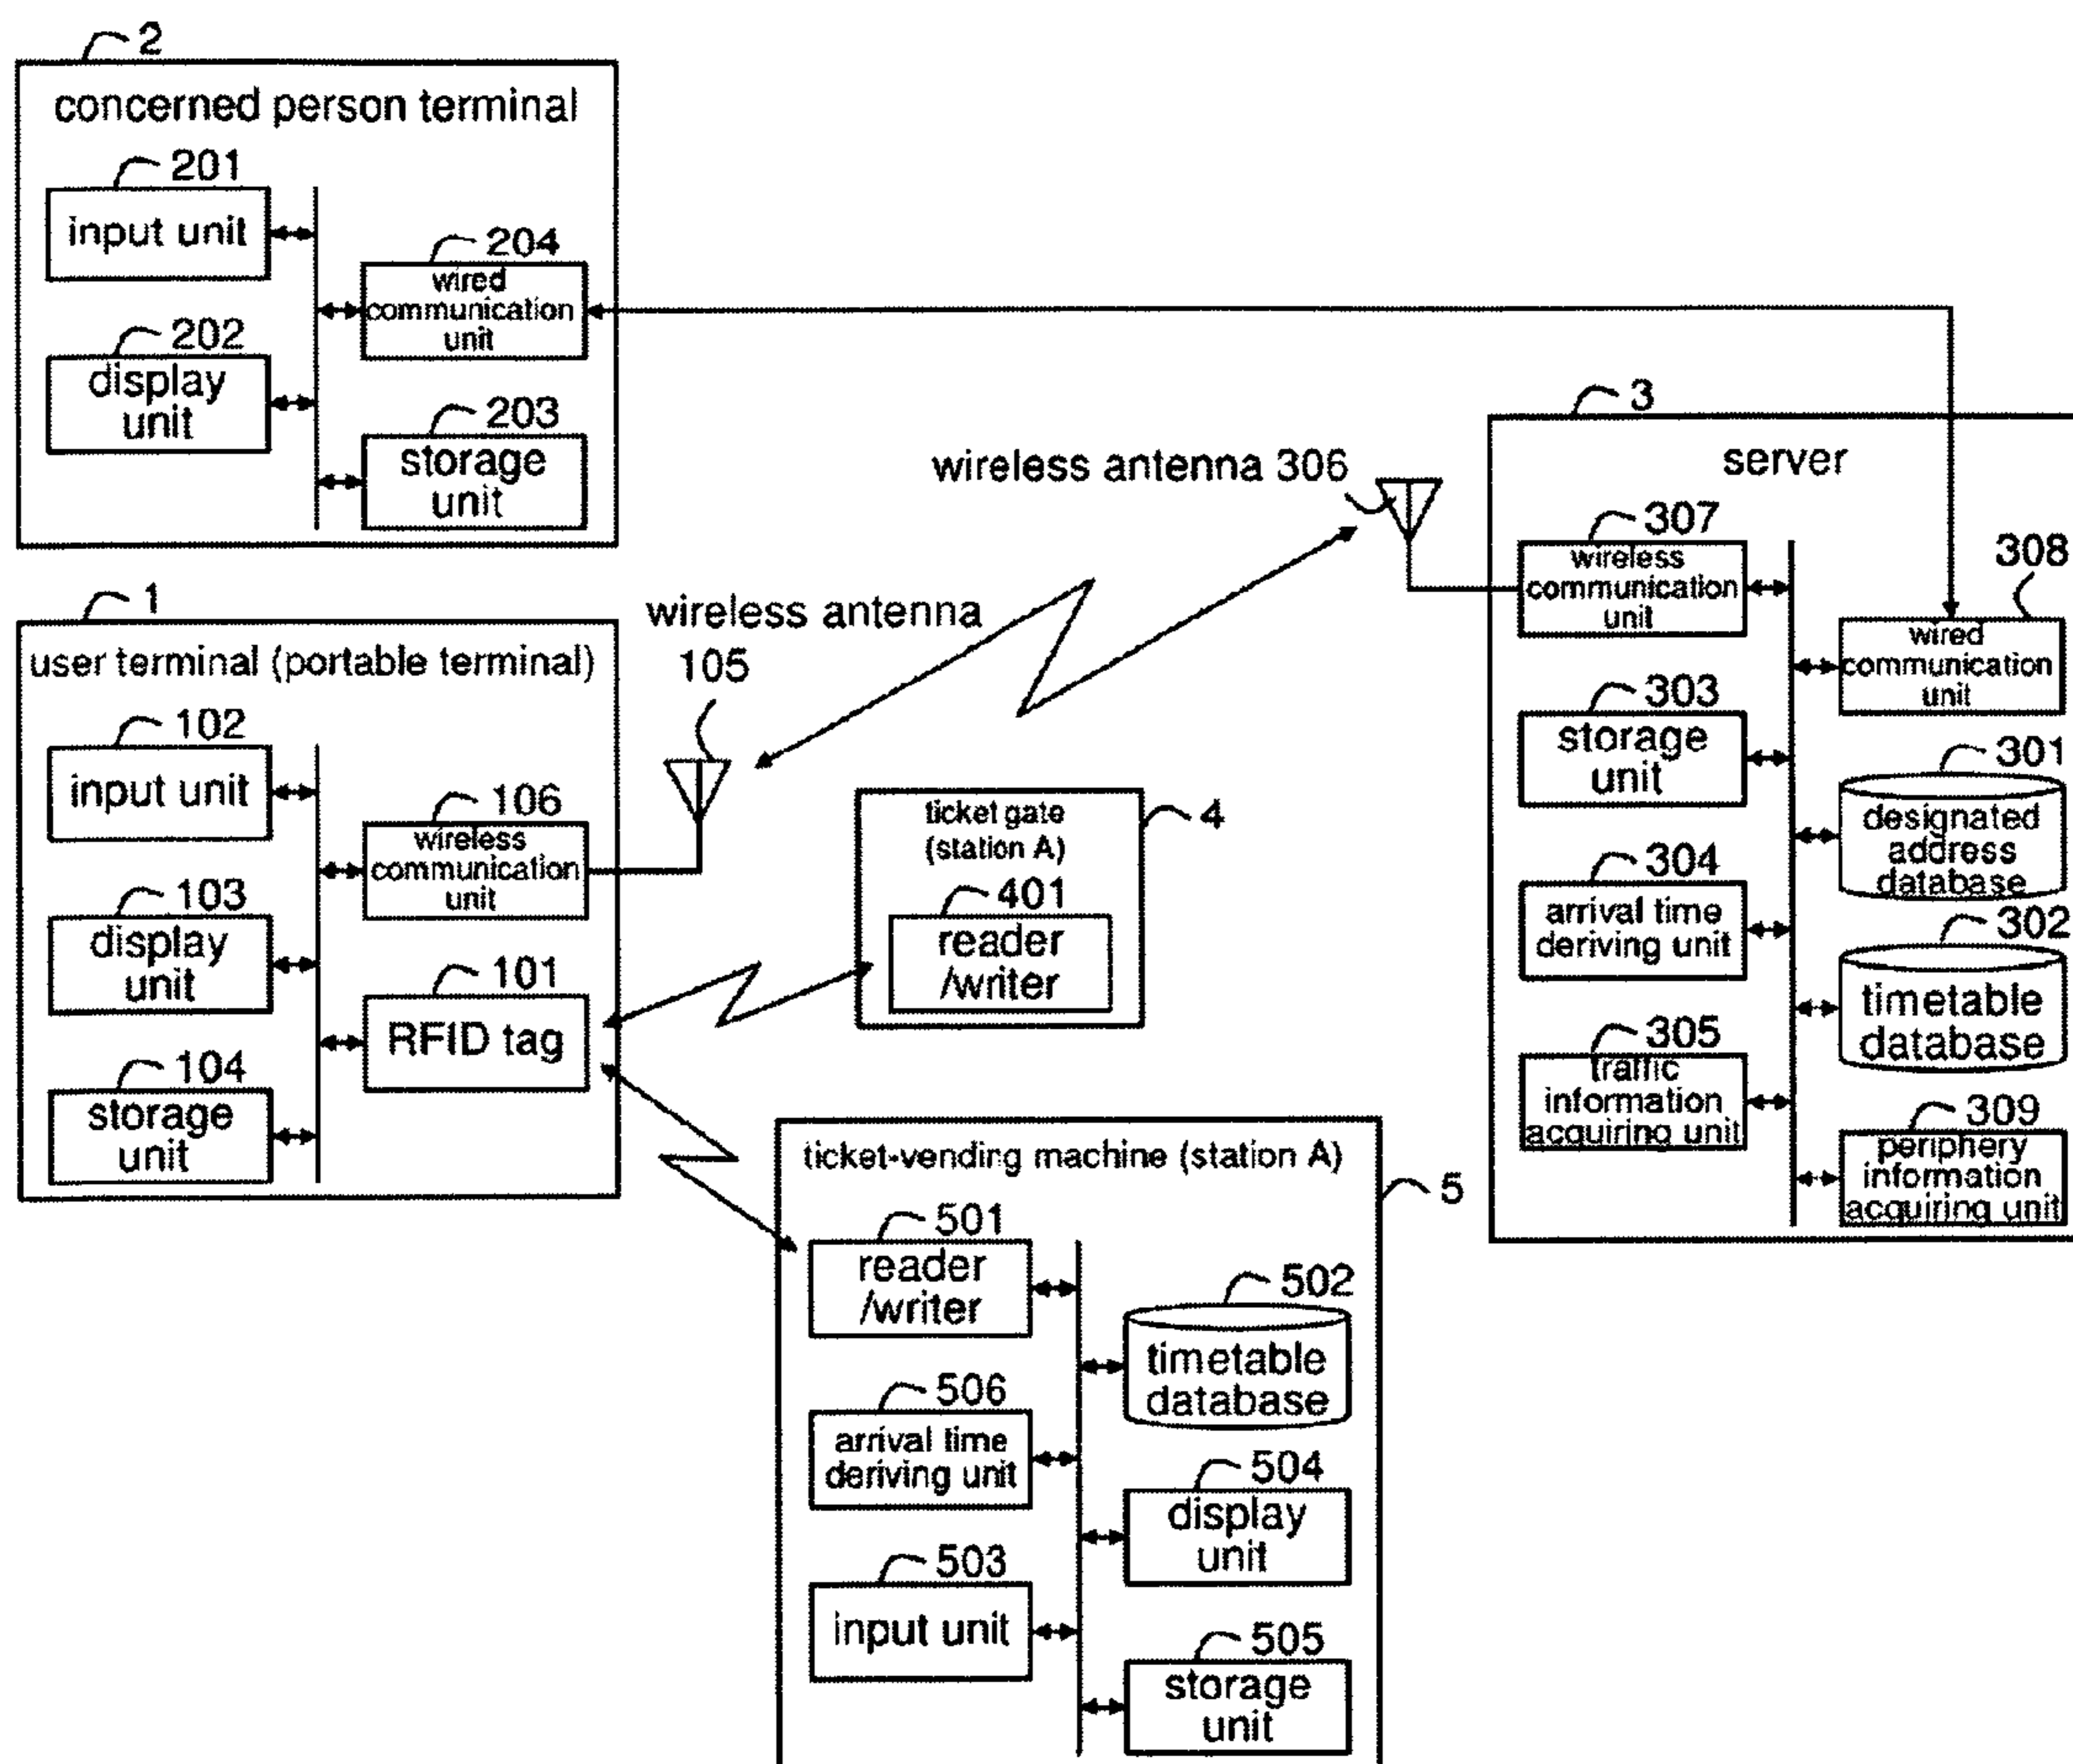 2
concerned person terminal
201
input unit
204
wired
communication
unit
202
display
unit
203
storage
unit
1
user terminal (portable terminal)
102
input unit
106
wireless
communication
unit
103
display
unit
101
RFID tag
104
storage
unit
wireless antenna
105
wireless antenna 306
ticket gate
(station A)
4
401
reader
/writer
3
server
307
wireless
communication
unit
308
wired
communication
unit
303
storage
unit
301
designated
address
database
304
arrival time
deriving unit
302
timetable
database
305
traffic
information
acquiring unit
309
periphery
information
acquiring unit
ticket-vending machine (station A)
5
501
reader
/writer
502
timetable
database
506
arrival time
deriving unit
504
display
unit
503
input unit
505
storage
unit